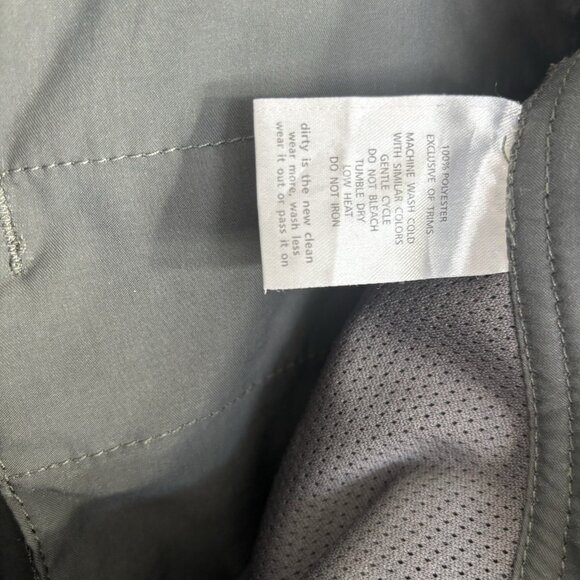 100% POLYESTER
EXCLUSIVE OF TRIMS
MACHINE WASH COLD
WITH SIMILAR COLORS
GENTLE CYCLE
DO NOT BLEACH
TUMBLE DRY
LOW HEAT
DO NOT IRON
dirty is the new clean
wear more, wash less
wear it out or pass it on